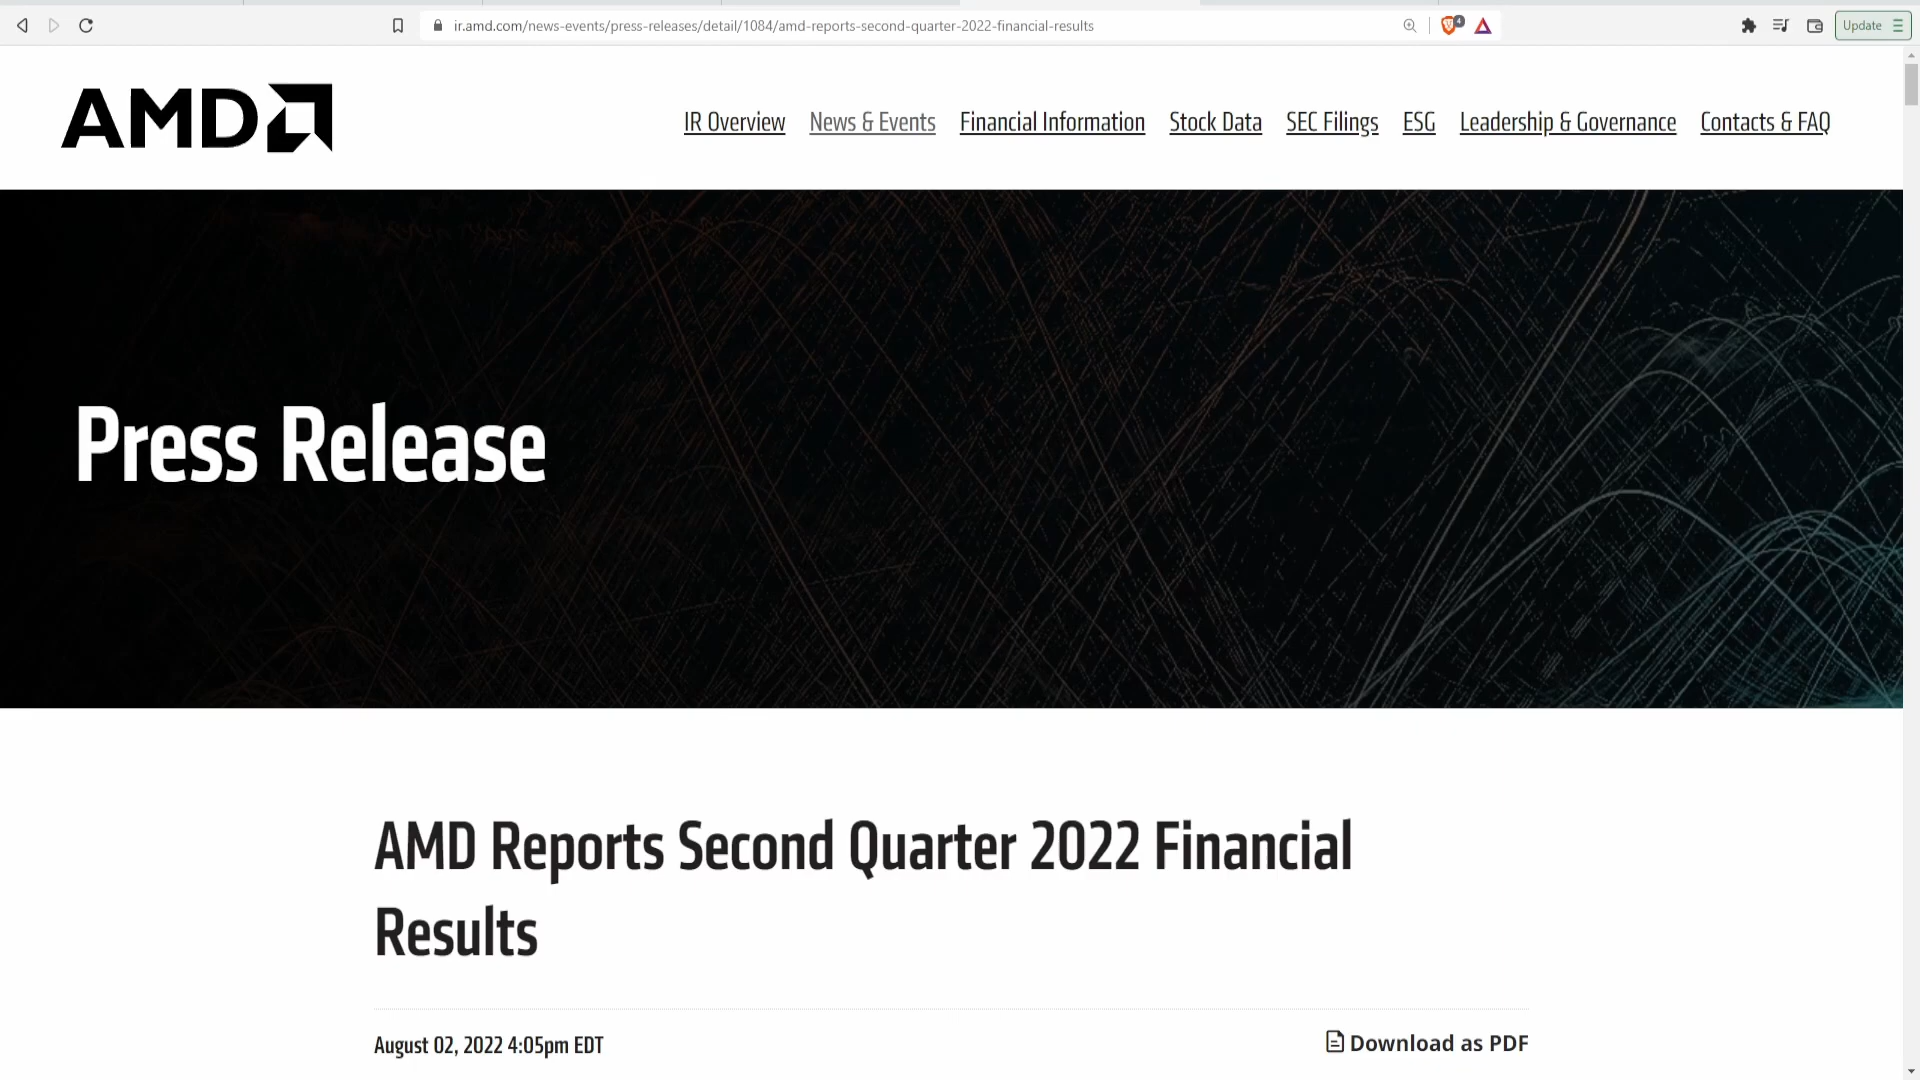 ir.amd.com/news-events/press-releases/detail/1084/amd-reports-second-quarter-2022-financial-results
4
Update
AMD
IR Overview News & Events Financial Information Stock Data SEC Filings ESG Leadership & Governance Contacts & FAQ
Press Release
AMD Reports Second Quarter 2022 Financial
Results
August 02, 2022 4:05pm EDT
Download as PDF